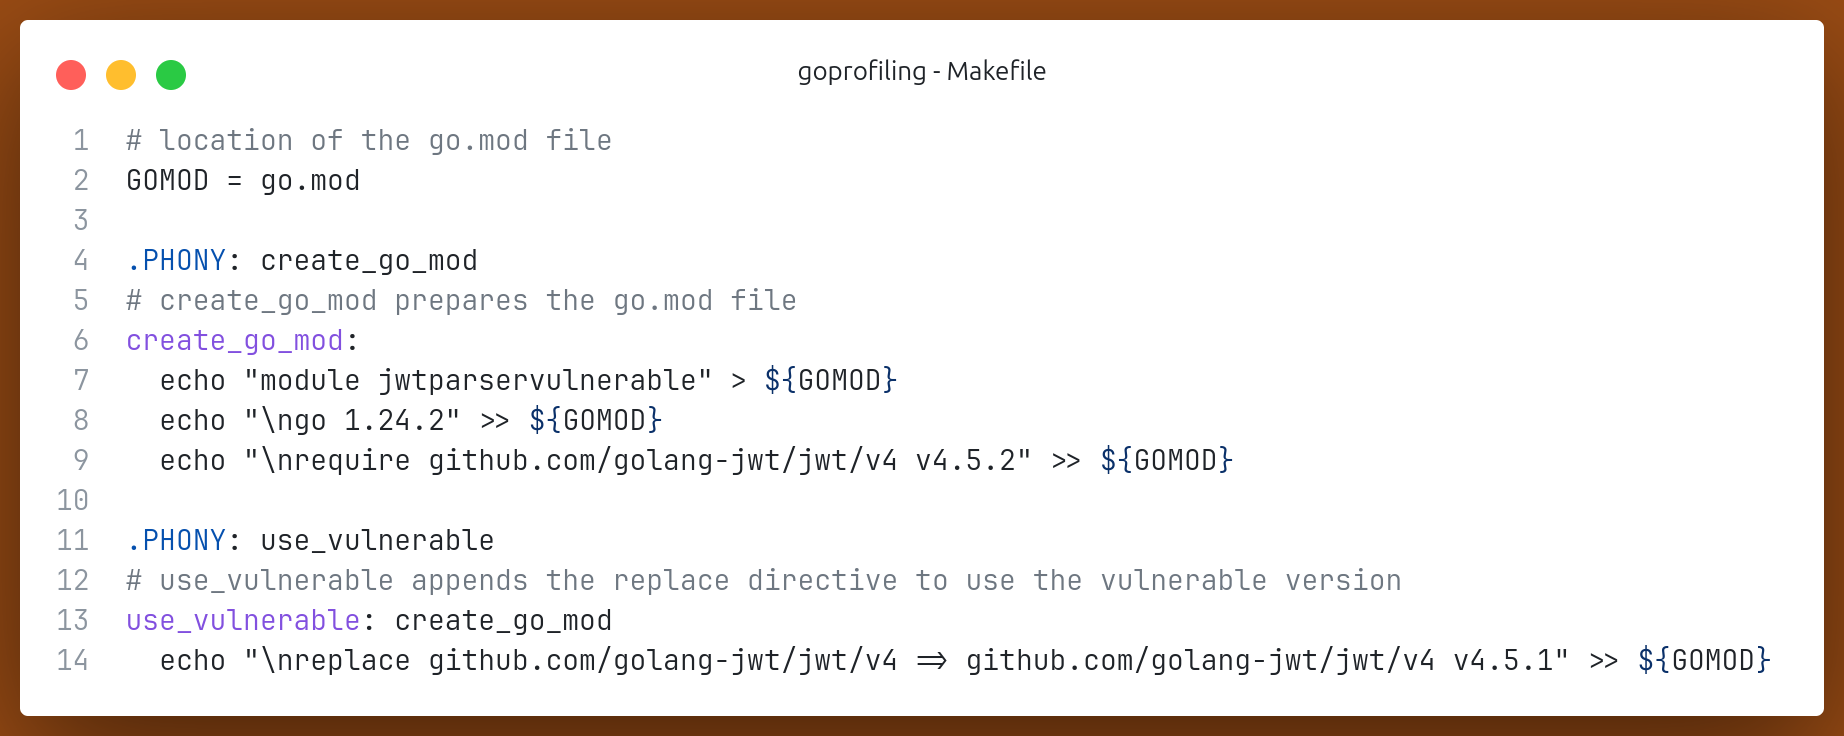 goprofiling - Makefile
1 # location of the go.mod file
2 GOMOD = go.mod
3
4 .PHONY: create_go_mod
5 # create_go_mod prepares the go.mod file
6 create_go_mod:
7   echo "module jwtparservulnerable" > ${GOMOD}
8   echo "\ngo 1.24.2" >> ${GOMOD}
9   echo "\nrequire github.com/golang-jwt/jwt/v4 v4.5.2" >> ${GOMOD}
10
11 .PHONY: use_vulnerable
12 # use_vulnerable appends the replace directive to use the vulnerable version
13 use_vulnerable: create_go_mod
14   echo "\nreplace github.com/golang-jwt/jwt/v4 => github.com/golang-jwt/jwt/v4 v4.5.1" >> ${GOMOD}